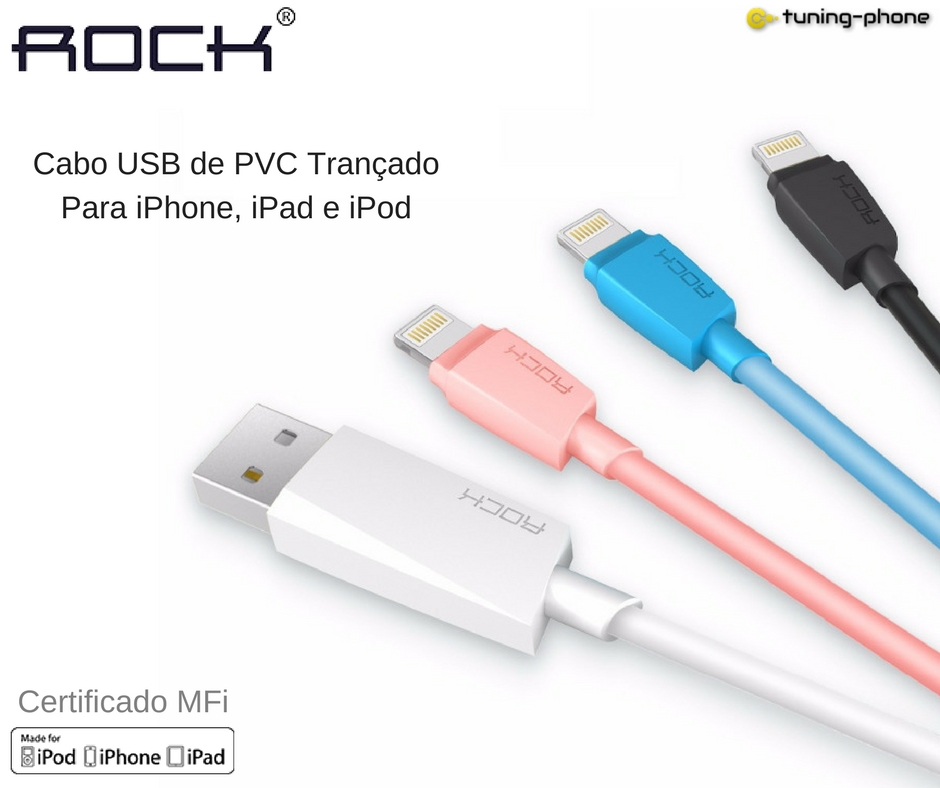 ROCK®
tuning-phone
Cabo USB de PVC Trançado
Para iPhone, iPad e iPod
ROCK
ROCK
ROCK
ROCK
Certificado MFi
Made for
iPod iPhone iPad